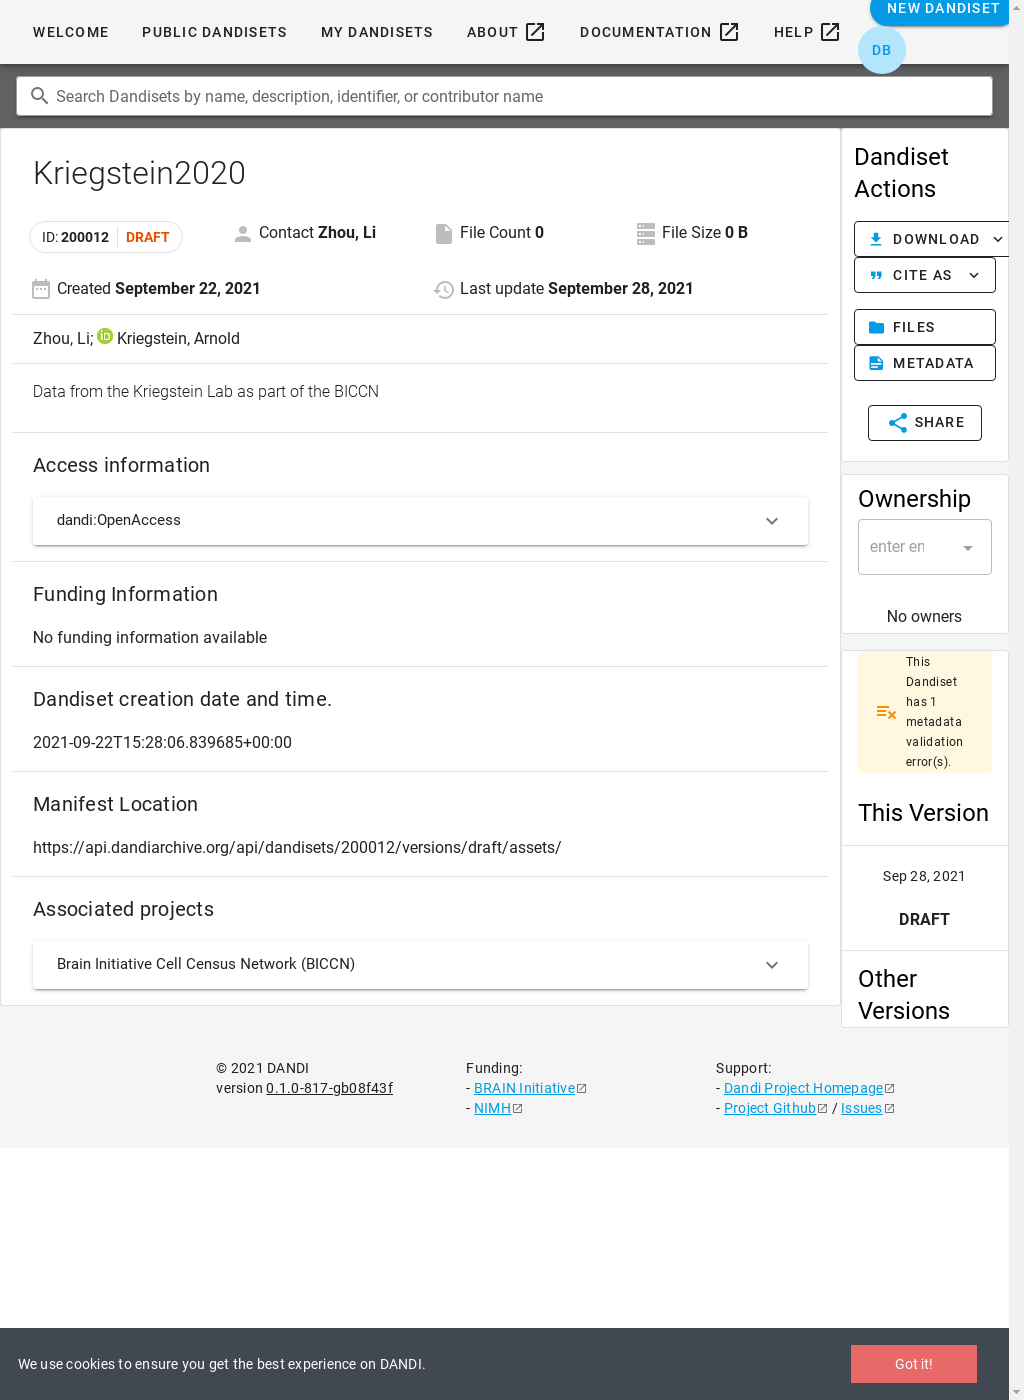 WELCOME PUBLIC DANDISETS MY DANDISETS ABOUT DOCUMENTATION HELP NEW DANDISET
DB
Search Dandisets by name, description, identifier, or contributor name
Kriegstein2020
ID: 200012 DRAFT
Contact Zhou, Li
File Count 0
File Size 0 B
Created September 22, 2021
Last update September 28, 2021
Zhou, Li; iD Kriegstein, Arnold
Data from the Kriegstein Lab as part of the BICCN
Access information
dandi:OpenAccess
Funding Information
No funding information available
Dandiset creation date and time.
2021-09-22T15:28:06.839685+00:00
Manifest Location
https://api.dandiarchive.org/api/dandisets/200012/versions/draft/assets/
Associated projects
Brain Initiative Cell Census Network (BICCN)
Dandiset
Actions
DOWNLOAD
CITE AS
FILES
METADATA
SHARE
Ownership
enter en
No owners
This
Dandiset
has 1
metadata
validation
error(s).
This Version
Sep 28, 2021
DRAFT
Other
Versions
© 2021 DANDI
version 0.1.0-817-gb08f43f
Funding:
- BRAIN Initiative
- NIMH
Support:
- Dandi Project Homepage
- Project Github / Issues
We use cookies to ensure you get the best experience on DANDI.
Got it!